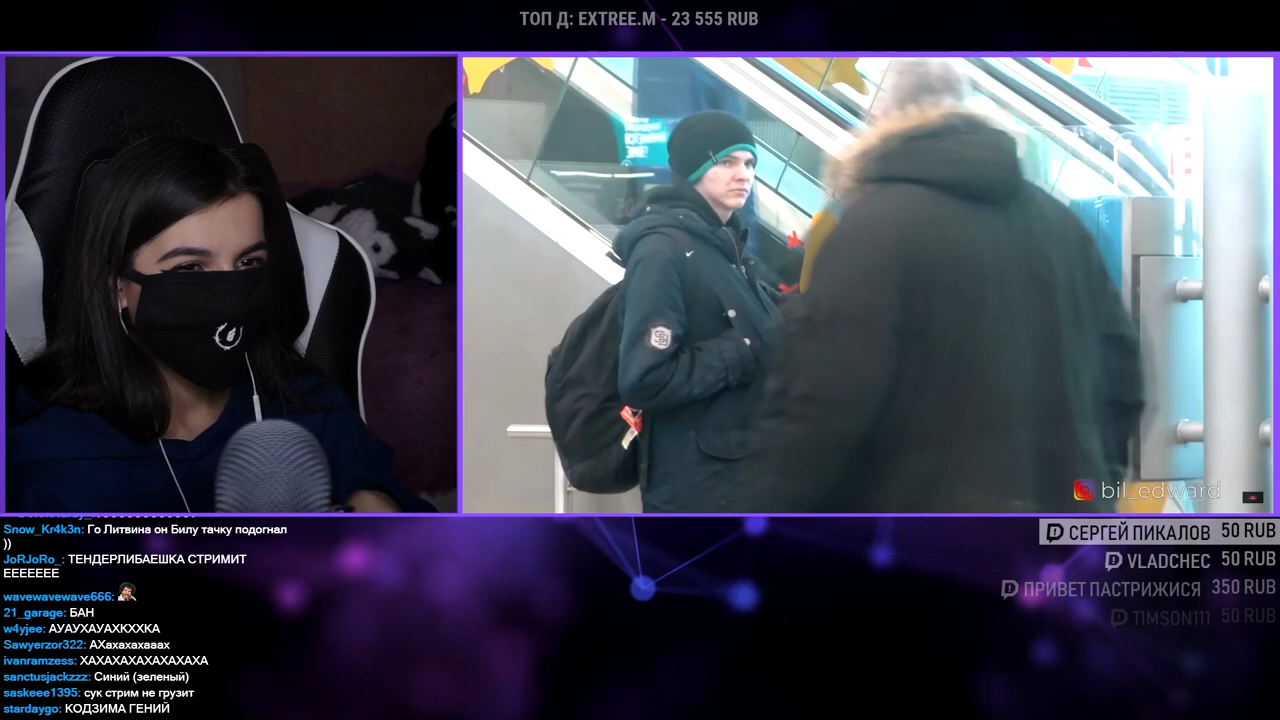 ТОП Д: EXTREE.M - 23 555 RUB
bil_edward
Snow_Kr4k3n: Го Литвина он Билу тачку подогнал
))
JoRJoRo_: ТЕНДЕРЛИБАЕШКА СТРИМИТ
ЕЕЕЕЕЕЕ
wavewavewave666:
21_garage: БАН
w4yjee: АУАУХАУАХКХХКА
Sawyerzor322: АХахахахааах
ivanramzess: ХАХАХАХАХАХАХАХА
sanctusjackzzz: Синий (зеленый)
saskeee1395: сук стрим не грузит
stardaygo: КОДЗИМА ГЕНИЙ
СЕРГЕЙ ПИКАЛОВ 50 RUB
VLADCHEC 50 RUB
ПРИВЕТ ПАСТРИЖИСЯ 350 RUB
TIMSON111 50 RUB